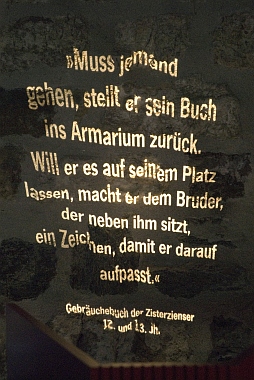 »Muss jemand
gehen, stellt er sein Buch
ins Armarium zurück.
Will er es auf seinem Platz
lassen, macht er dem Bruder,
der neben ihm sitzt,
ein Zeichen, damit er darauf
aufpasst.«
Gebräuchebuch der Zisterzienser
12. und 13. Jh.